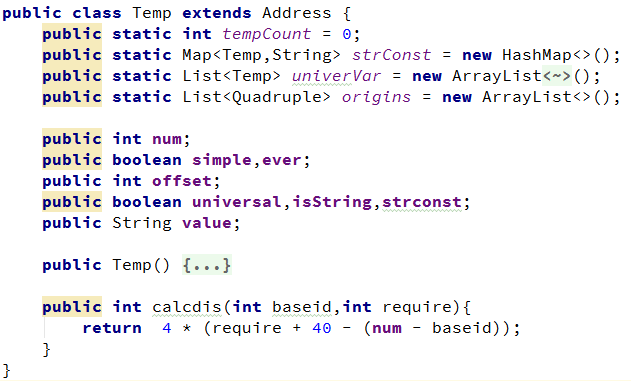 public class Temp extends Address {
public static int tempCount = 0;
public static Map<Temp,String> strConst = new HashMap<>();
public static List<Temp> univerVar = new ArrayList<~>();
public static List<Quadruple> origins = new ArrayList<>();
public int num;
public boolean simple,ever;
public int offset;
public boolean universal,isString,strconst;
public String value;
public Temp() {...}
public int calcdis(int baseid,int require){
return  4 * (require + 40 - (num - baseid));
}
}